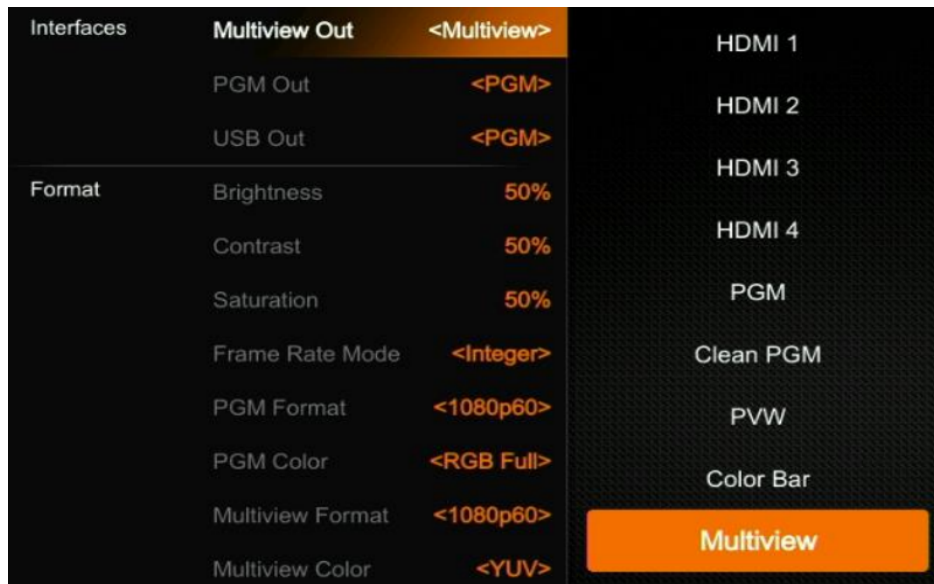 Interfaces Multiview Out <Multiview>
PGM Out <PGM>
USB Out <PGM>
Format Brightness 50%
Contrast 50%
Saturation 50%
Frame Rate Mode <Integer>
PGM Format <1080p60>
PGM Color <RGB Full>
Multiview Format <1080p60>
Multiview Color <YUV>
HDMI 1
HDMI 2
HDMI 3
HDMI 4
PGM
Clean PGM
PVW
Color Bar
Multiview